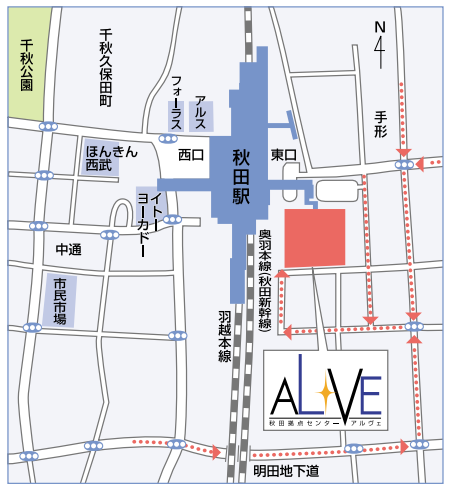 N
千秋公園
千秋久保田町
フォーラス
アルス
手形
ほんきん
西武
西口
秋田駅
東口
イトー
ヨーカドー
中通
奥羽本線(秋田新幹線)
市民市場
羽越本線
ALVE
秋田拠点センター アルヴェ
明田地下道